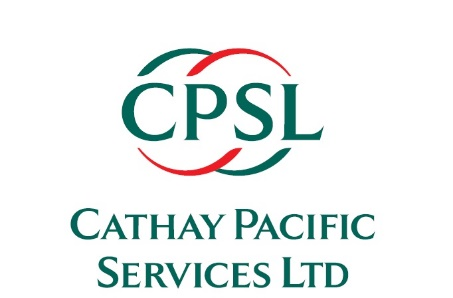 CPSL
CATHAY PACIFIC
SERVICES LTD